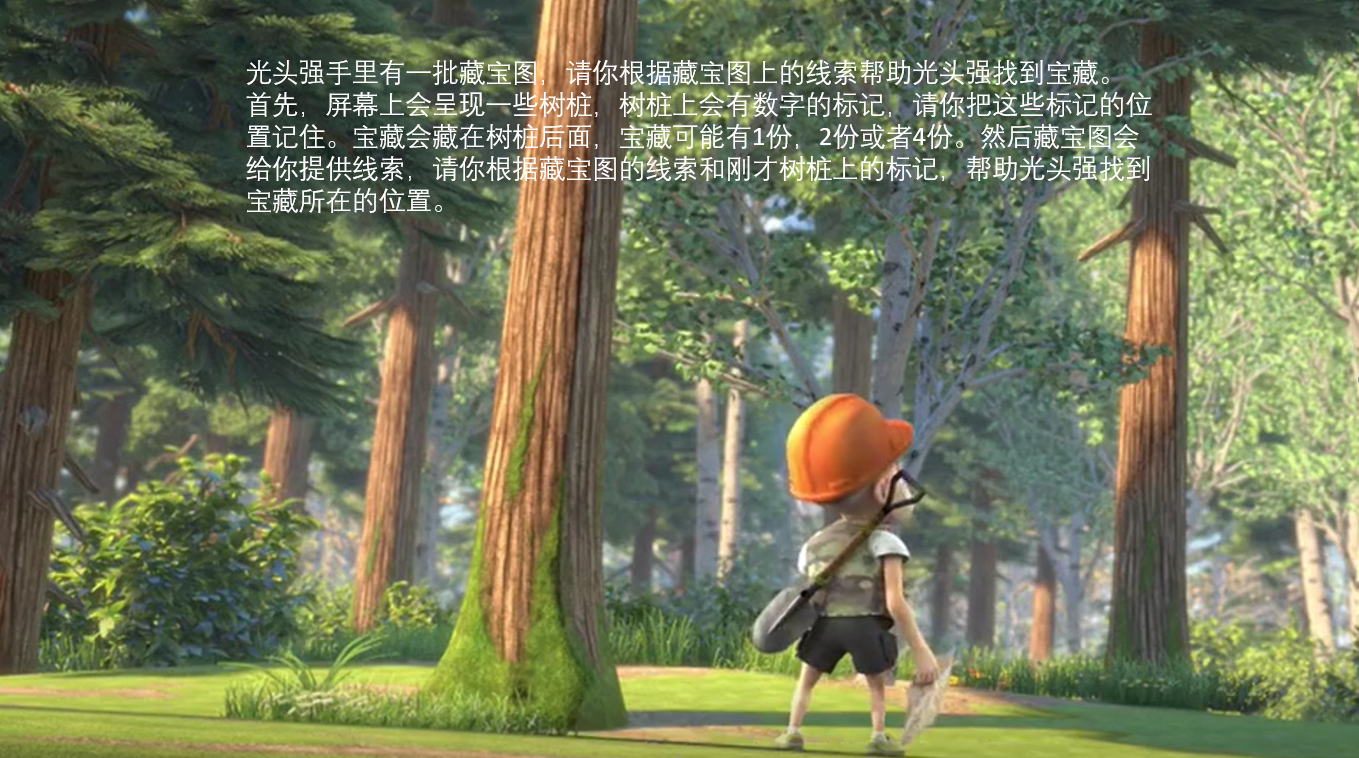 光头强手里有一批藏宝图，请你根据藏宝图上的线索帮助光头强找到宝藏。
首先，屏幕上会呈现一些树桩，树桩上会有数字的标记，请你把这些标记的位
置记住。宝藏会藏在树桩后面，宝藏可能有1份，2份或者4份。然后藏宝图会
给你提供线索，请你根据藏宝图的线索和刚才树桩上的标记，帮助光头强找到
宝藏所在的位置。